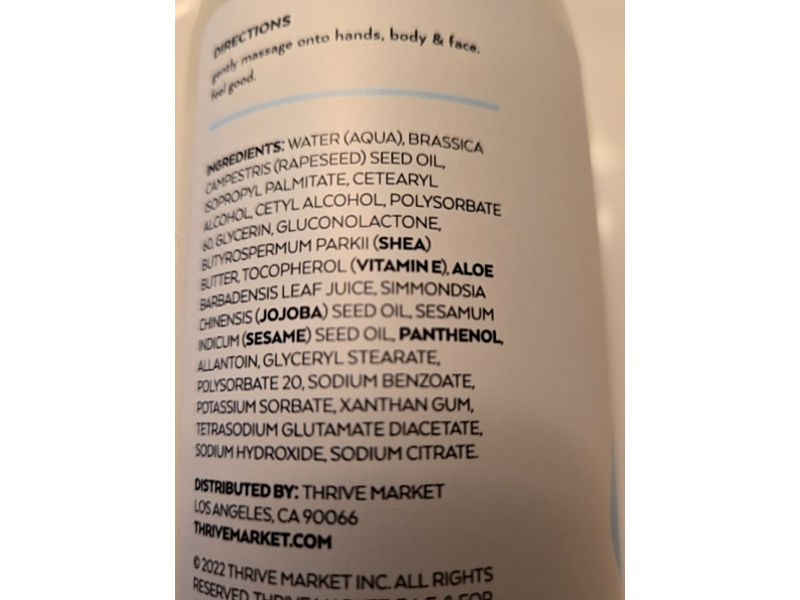 DIRECTIONS
gently massage onto hands, body & face.
feel good.
INGREDIENTS: WATER (AQUA), BRASSICA
CAMPESTRIS (RAPESEED) SEED OIL,
ISOPROPYL PALMITATE, CETEARYL
ALCOHOL, CETYL ALCOHOL, POLYSORBATE
60, GLYCERIN, GLUCONOLACTONE,
BUTYROSPERMUM PARKII (SHEA)
BUTTER, TOCOPHEROL (VITAMIN E), ALOE
BARBADENSIS LEAF JUICE, SIMMONDSIA
CHINENSIS (JOJOBA) SEED OIL, SESAMUM
INDICUM (SESAME) SEED OIL, PANTHENOL,
ALLANTOIN, GLYCERYL STEARATE,
POLYSORBATE 20, SODIUM BENZOATE,
POTASSIUM SORBATE, XANTHAN GUM,
TETRASODIUM GLUTAMATE DIACETATE,
SODIUM HYDROXIDE, SODIUM CITRATE.
DISTRIBUTED BY: THRIVE MARKET
LOS ANGELES, CA 90066
THRIVEMARKET.COM
© 2022 THRIVE MARKET INC. ALL RIGHTS
RESERVED. THRIVE MARKET